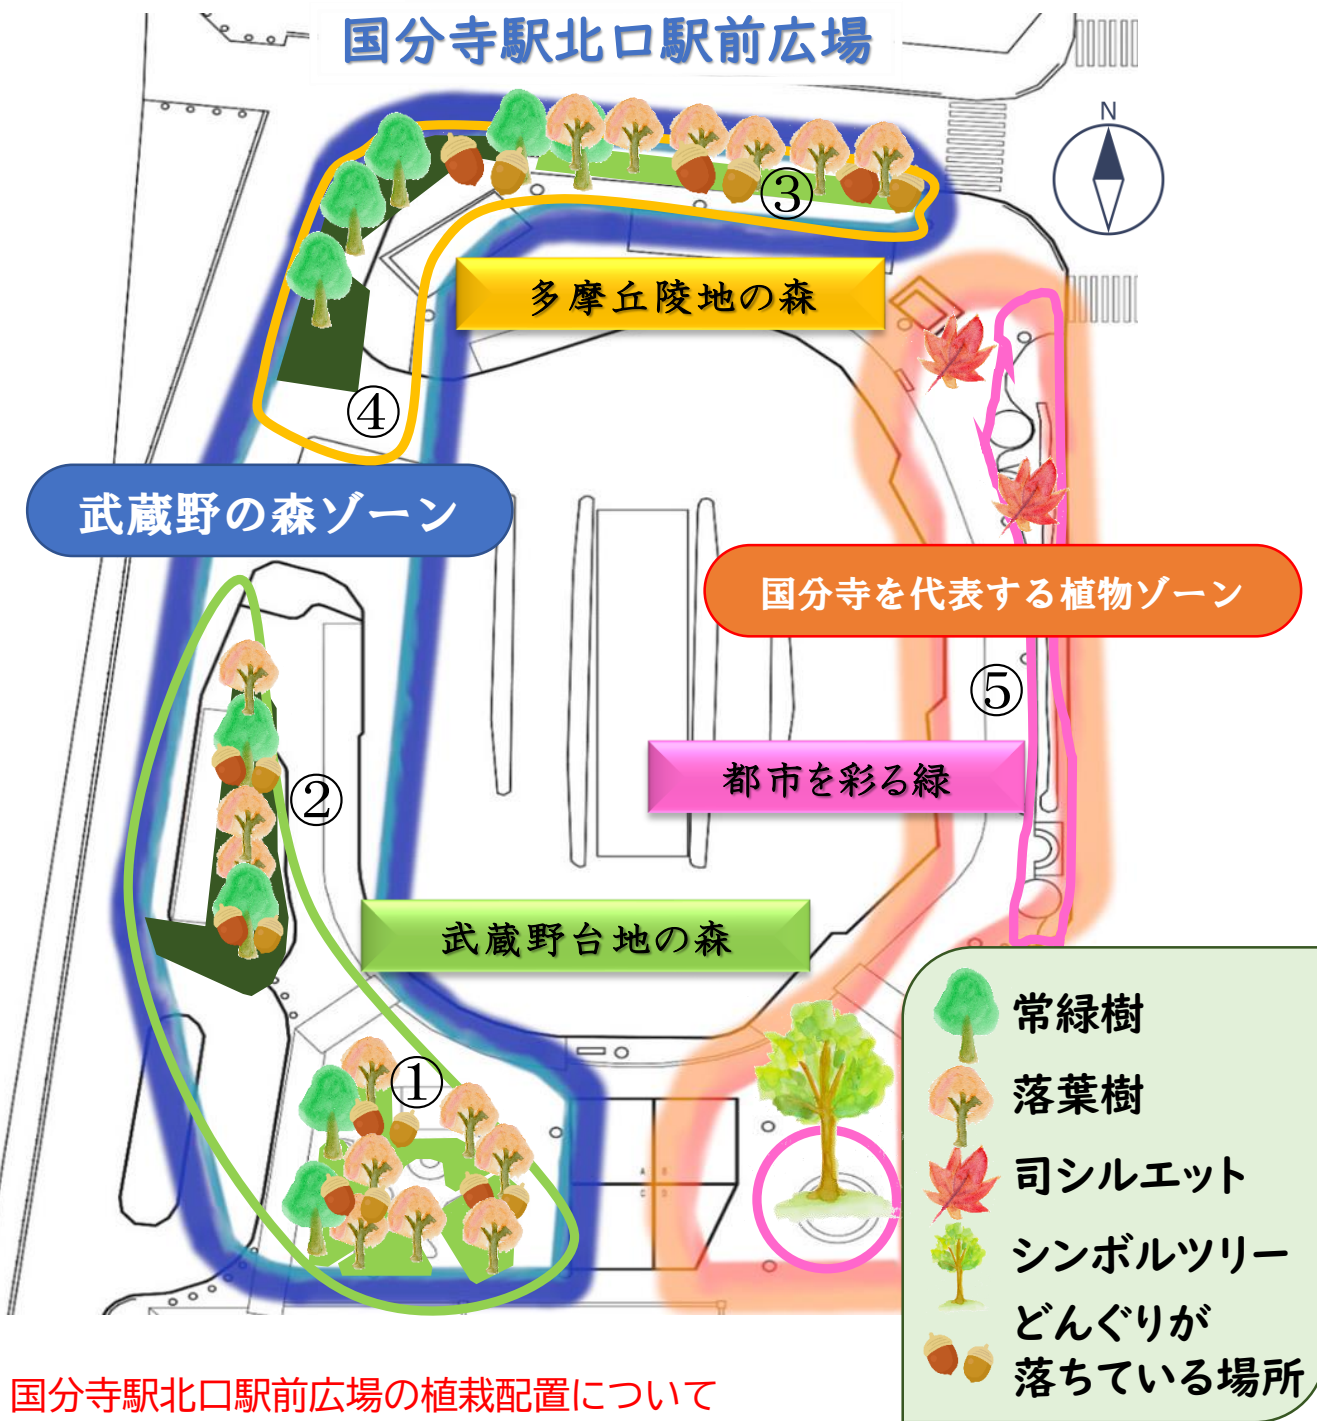 国分寺駅北口駅前広場
N
③
多摩丘陵地の森
④
武蔵野の森ゾーン
国分寺を代表する植物ゾーン
⑤
都市を彩る緑
②
武蔵野台地の森
①
常緑樹
落葉樹
司シルエット
シンボルツリー
どんぐりが
落ちている場所
国分寺駅北口駅前広場の植栽配置について